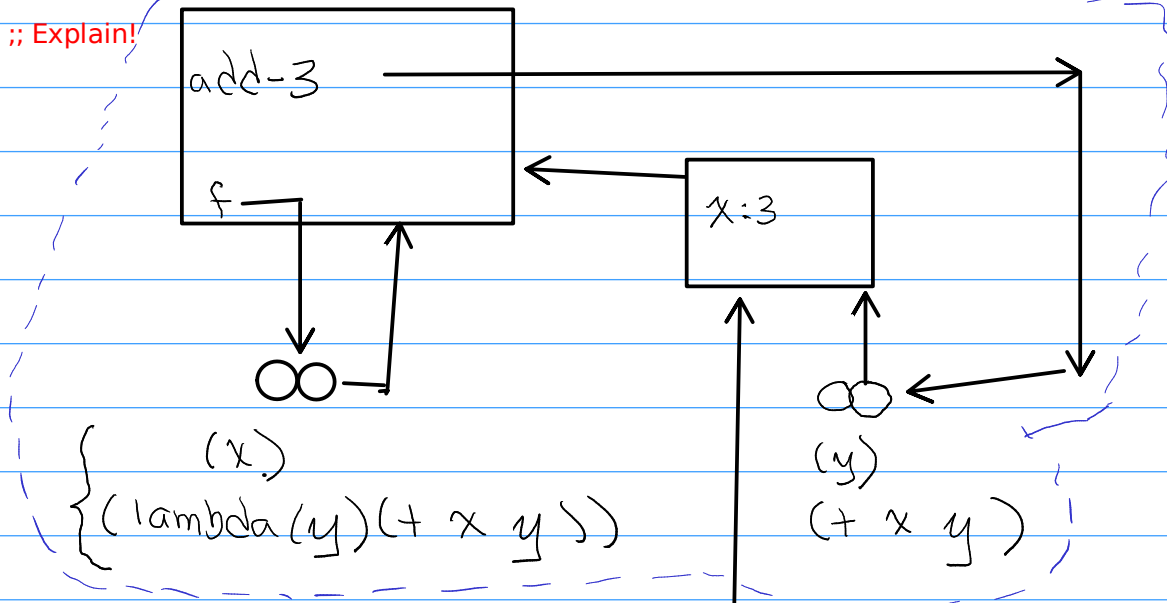 ;; Explain!
add-3
f
x:3
(x)
(lambda(y)(+ x y))
(y)
(+ x y)